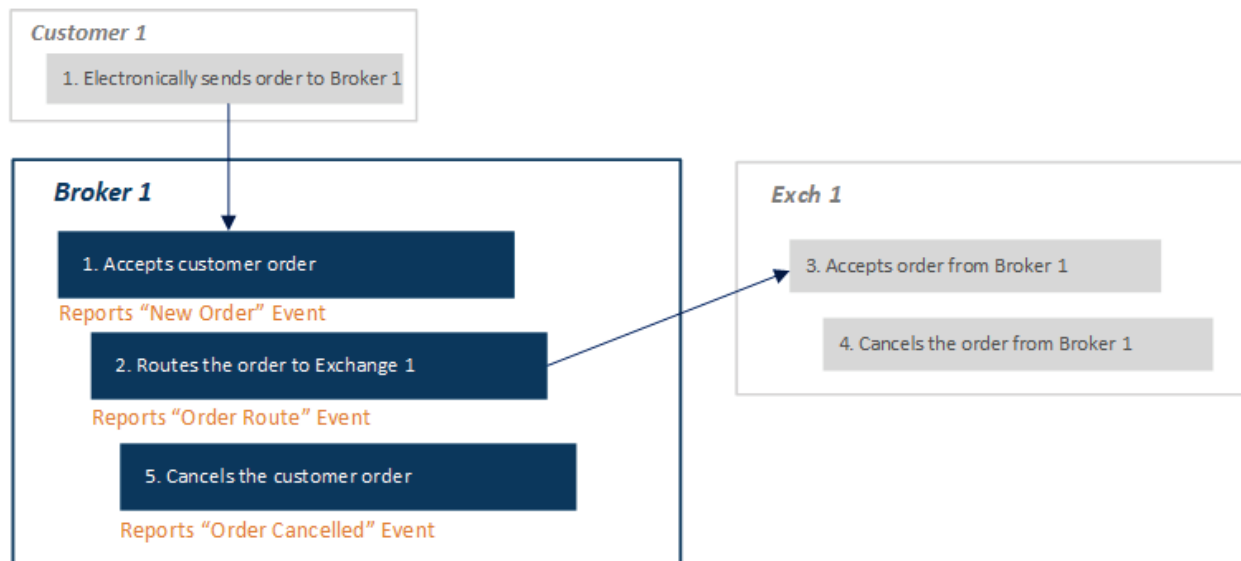 Customer 1
1. Electronically sends order to Broker 1
Broker 1
1. Accepts customer order
Reports “New Order” Event
2. Routes the order to Exchange 1
Reports “Order Route” Event
5. Cancels the customer order
Reports “Order Cancelled” Event
Exch 1
3. Accepts order from Broker 1
4. Cancels the order from Broker 1